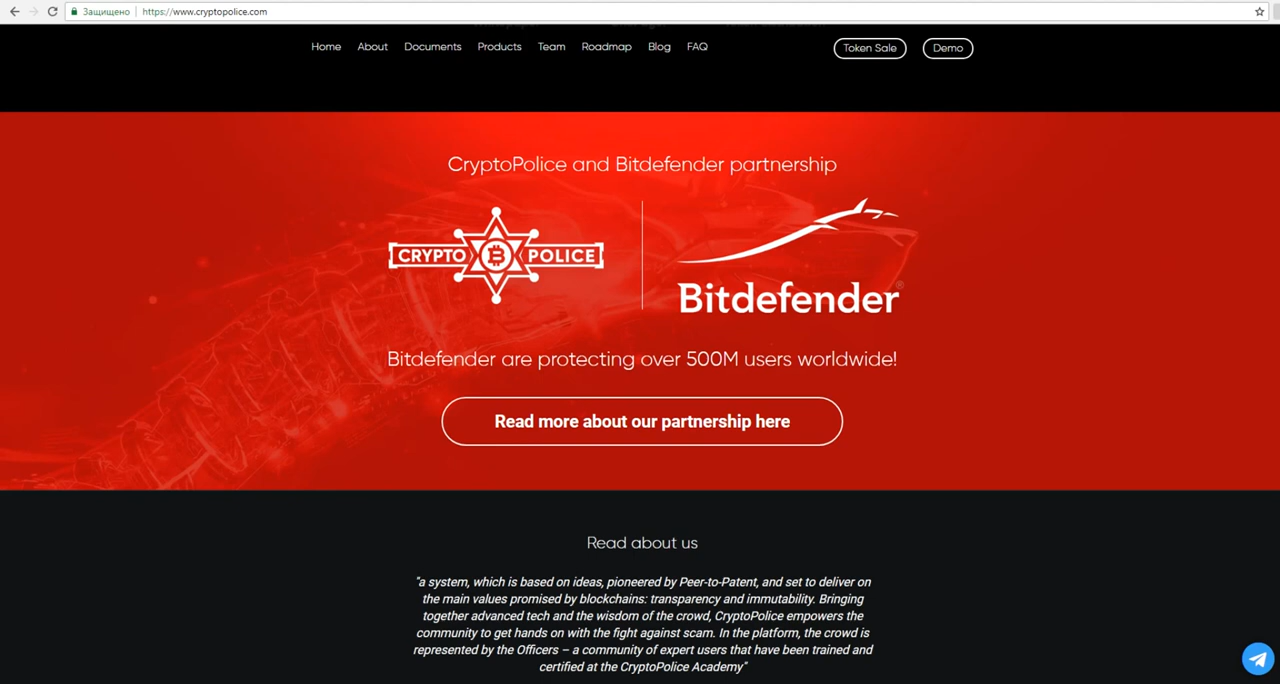 Защищено https://www.cryptopolice.com
Home About Documents Products Team Roadmap Blog FAQ Token Sale Demo
CryptoPolice and Bitdefender partnership
CRYPTO POLICE
Bitdefender®
Bitdefender are protecting over 500M users worldwide!
Read more about our partnership here
Read about us
"a system, which is based on ideas, pioneered by Peer-to-Patent, and set to deliver on
the main values promised by blockchains: transparency and immutability. Bringing
together advanced tech and the wisdom of the crowd, CryptoPolice empowers the
community to get hands on with the fight against scam. In the platform, the crowd is
represented by the Officers – a community of expert users that have been trained and
certified at the CryptoPolice Academy"